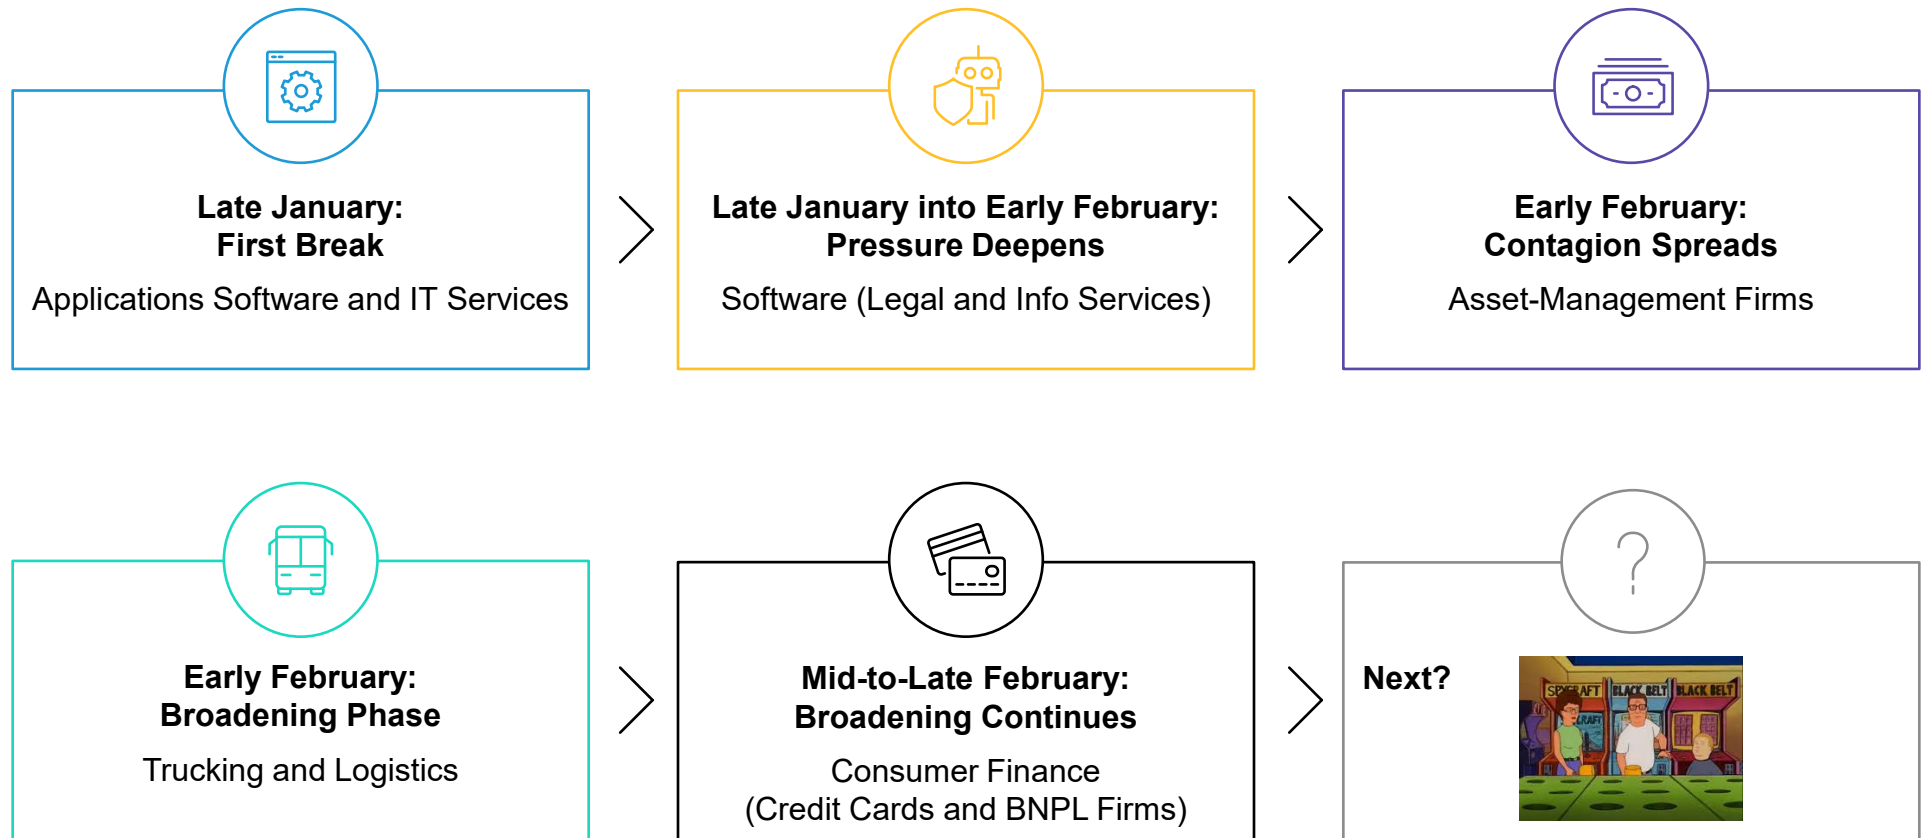 Late January:
First Break
Applications Software and IT Services
Late January into Early February:
Pressure Deepens
Software (Legal and Info Services)
Early February:
Contagion Spreads
Asset-Management Firms
Early February:
Broadening Phase
Trucking and Logistics
Mid-to-Late February:
Broadening Continues
Consumer Finance
(Credit Cards and BNPL Firms)
?
Next?
BLACK BELT
BLACK BELT